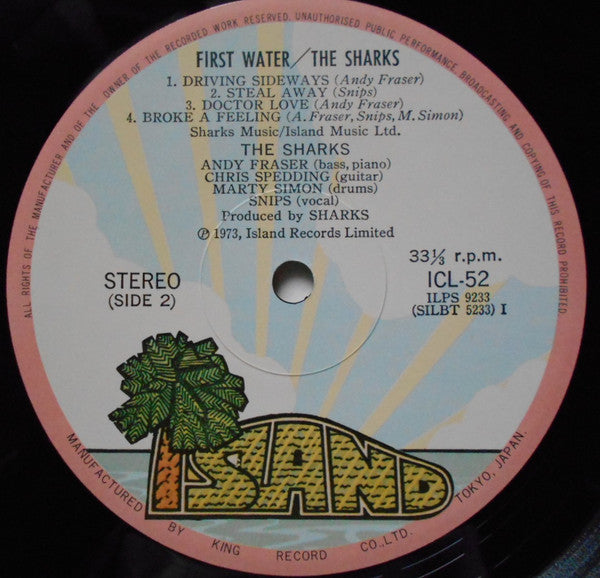 ALL RIGHTS OF THE MANUFACTURER AND OF THE OWNER OF THE RECORDED WORK RESERVED. UNAUTHORISED PUBLIC PERFORMANCE, BROADCASTING AND COPYING OF THIS RECORD PROHIBITED.
FIRST WATER/THE SHARKS
1. DRIVING SIDEWAYS (Andy Fraser)
2. STEAL AWAY (Snips)
3. DOCTOR LOVE (Andy Fraser)
4. BROKE A FEELING (A. Fraser, Snips, M. Simon)
Sharks Music/Island Music Ltd.
THE SHARKS
ANDY FRASER (bass, piano)
CHRIS SPEDDING (guitar)
MARTY SIMON (drums)
SNIPS (vocal)
Produced by SHARKS
℗ 1973, Island Records Limited
STEREO
(SIDE 2)
33⅓ r.p.m.
ICL-52
ILPS 9233
(SILBT 5233) I
ISLAND
MANUFACTURED BY KING RECORD CO., LTD. TOKYO, JAPAN.